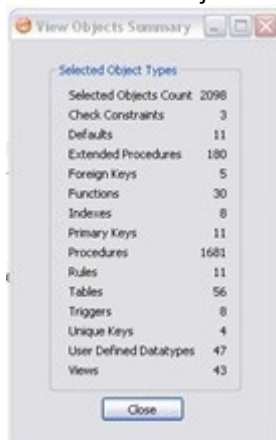 View Objects Summary
Selected Object Types
Selected Objects Count 2098
Check Constraints 3
Defaults 11
Extended Procedures 180
Foreign Keys 5
Functions 30
Indexes 8
Primary Keys 11
Procedures 1681
Rules 11
Tables 56
Triggers 8
Unique Keys 4
User Defined Datatypes 47
Views 43
Close